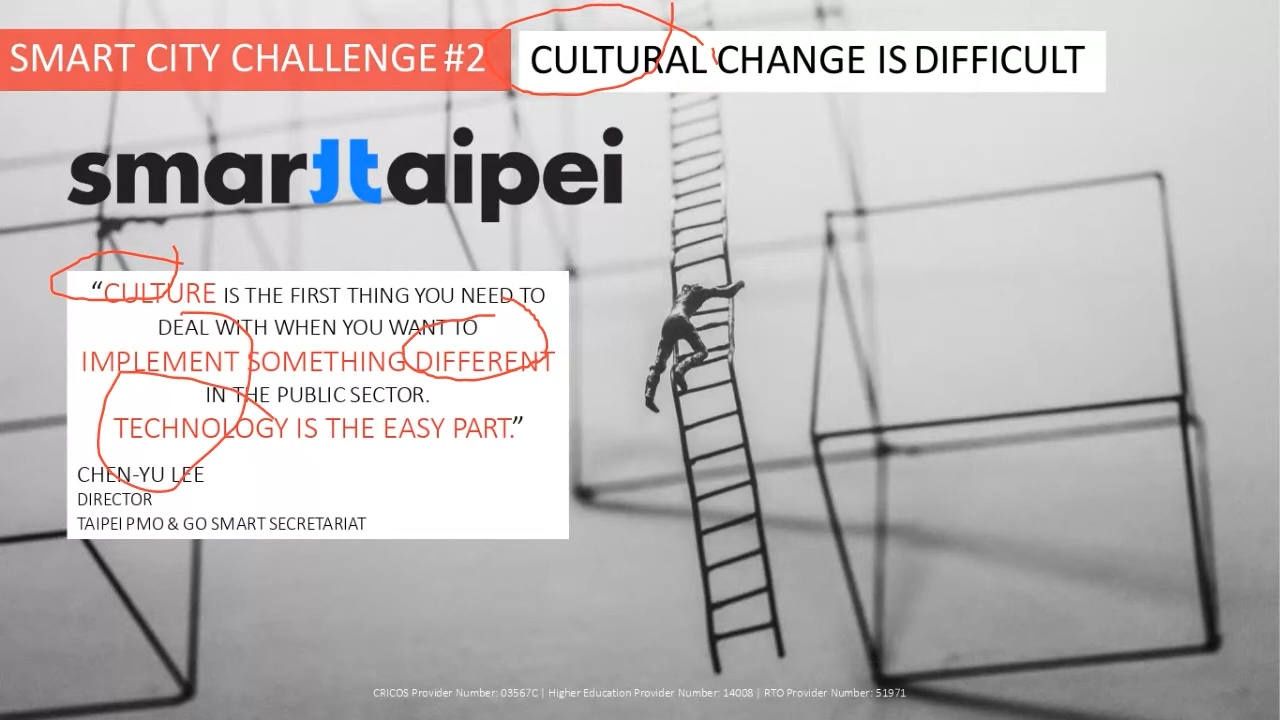 SMART CITY CHALLENGE #2
CULTURAL CHANGE IS DIFFICULT
smarttaipei
“CULTURE IS THE FIRST THING YOU NEED TO
DEAL WITH WHEN YOU WANT TO
IMPLEMENT SOMETHING DIFFERENT
IN THE PUBLIC SECTOR.
TECHNOLOGY IS THE EASY PART.”
CHEN-YU LEE
DIRECTOR
TAIPEI PMO & GO SMART SECRETARIAT
CRICOS Provider Number: 03567C | Higher Education Provider Number: 14008 | RTO Provider Number: 51971